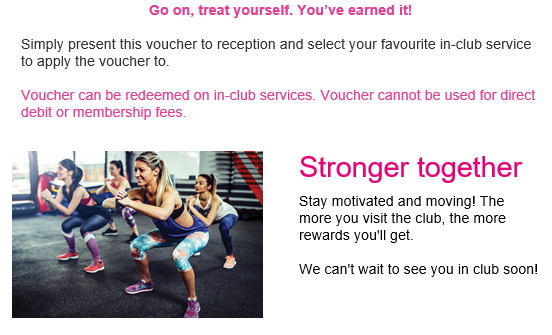 Go on, treat yourself. You've earned it!
Simply present this voucher to reception and select your favourite in-club service
to apply the voucher to.
Voucher can be redeemed on in-club services. Voucher cannot be used for direct
debit or membership fees.
Stronger together
Stay motivated and moving! The
more you visit the club, the more
rewards you'll get.
We can't wait to see you in club soon!